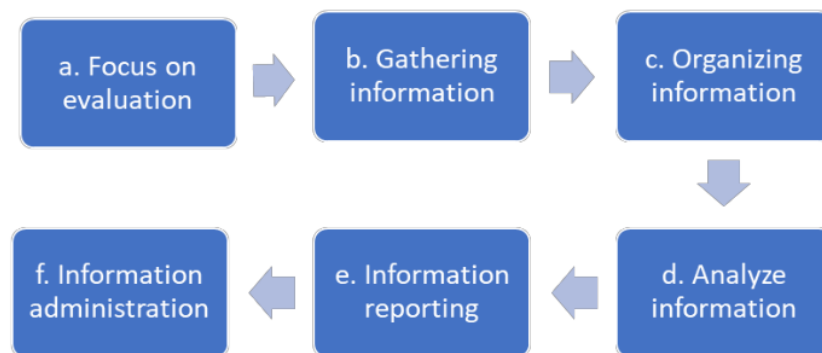 a. Focus on
evaluation
b. Gathering
information
c. Organizing
information
d. Analyze
information
e. Information
reporting
f. Information
administration